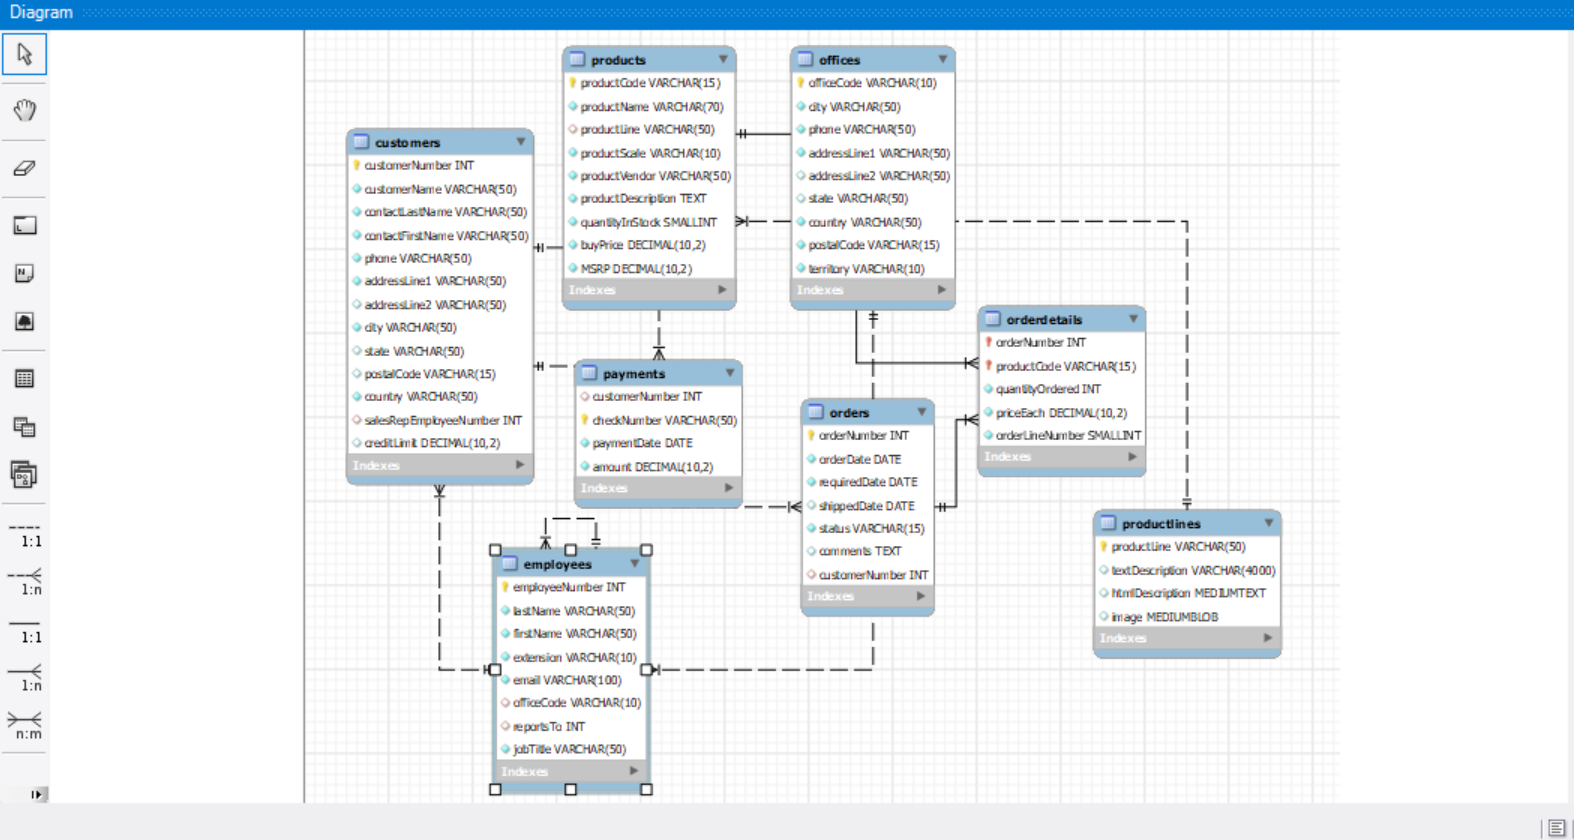 Diagram
products
productCode VARCHAR(15)
productName VARCHAR(70)
productLine VARCHAR(50)
productScale VARCHAR(10)
productVendor VARCHAR(50)
productDescription TEXT
quantityInStock SMALLINT
buyPrice DECIMAL(10,2)
MSRP DECIMAL(10,2)
Indexes
offices
officeCode VARCHAR(10)
city VARCHAR(50)
phone VARCHAR(50)
addressLine1 VARCHAR(50)
addressLine2 VARCHAR(50)
state VARCHAR(50)
country VARCHAR(50)
postalCode VARCHAR(15)
territory VARCHAR(10)
Indexes
customers
customerNumber INT
customerName VARCHAR(50)
contactLastName VARCHAR(50)
contactFirstName VARCHAR(50)
phone VARCHAR(50)
addressLine1 VARCHAR(50)
addressLine2 VARCHAR(50)
city VARCHAR(50)
state VARCHAR(50)
postalCode VARCHAR(15)
country VARCHAR(50)
salesRepEmployeeNumber INT
creditLimit DECIMAL(10,2)
Indexes
orderdetails
orderNumber INT
productCode VARCHAR(15)
quantityOrdered INT
priceEach DECIMAL(10,2)
orderLineNumber SMALLINT
Indexes
payments
customerNumber INT
checkNumber VARCHAR(50)
paymentDate DATE
amount DECIMAL(10,2)
Indexes
orders
orderNumber INT
orderDate DATE
requiredDate DATE
shippedDate DATE
status VARCHAR(15)
comments TEXT
customerNumber INT
Indexes
productlines
productLine VARCHAR(50)
textDescription VARCHAR(4000)
htmlDescription MEDIUMTEXT
image MEDIUMBLOB
Indexes
employees
employeeNumber INT
lastName VARCHAR(50)
firstName VARCHAR(50)
extension VARCHAR(10)
email VARCHAR(100)
officeCode VARCHAR(10)
reportsTo INT
jobTitle VARCHAR(50)
Indexes
1:1
1:n
1:1
1:n
n:m